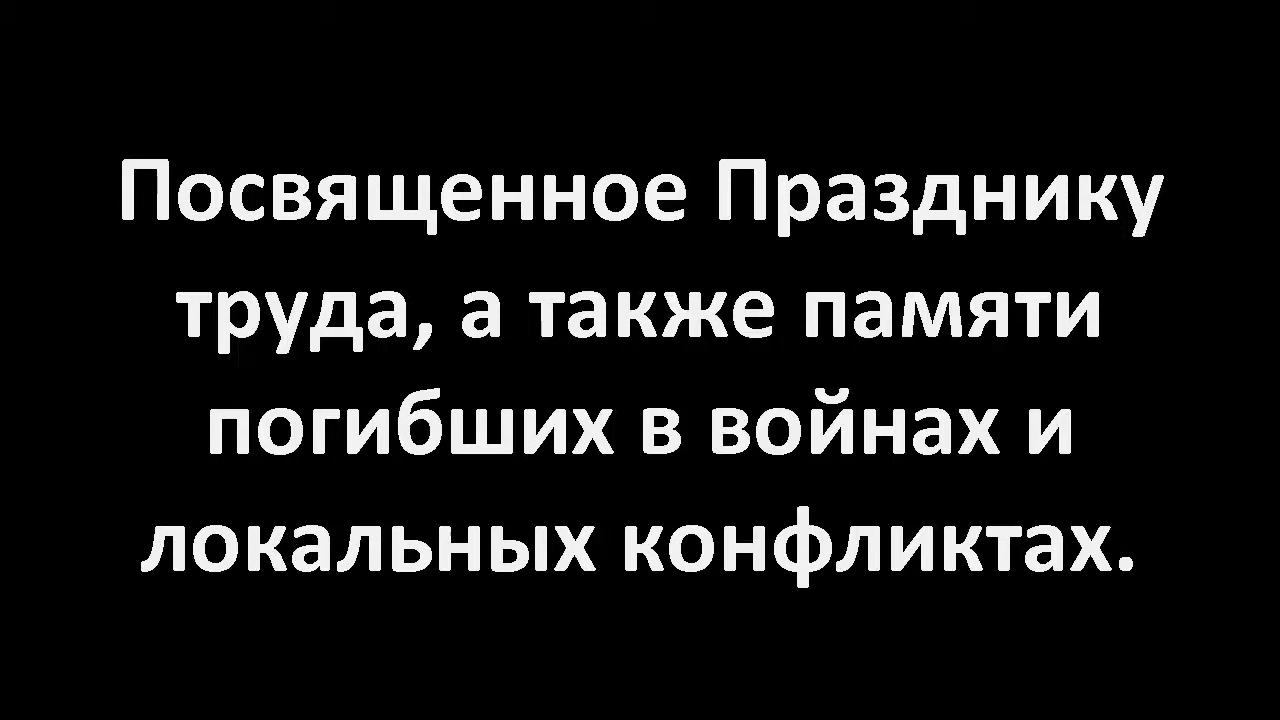 Посвященное Празднику
труда, а также памяти
погибших в войнах и
локальных конфликтах.